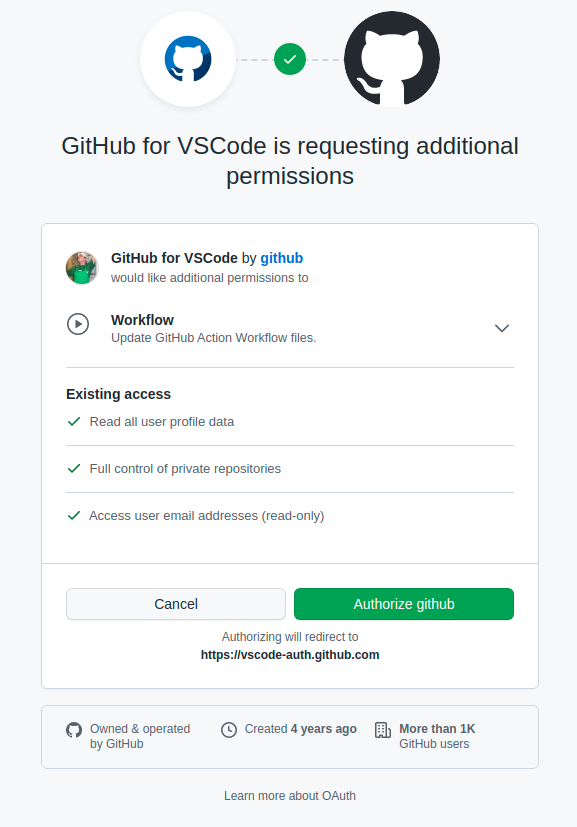 GitHub for VSCode is requesting additional
permissions
GitHub for VSCode by github
would like additional permissions to
Workflow
Update GitHub Action Workflow files.
Existing access
Read all user profile data
Full control of private repositories
Access user email addresses (read-only)
Cancel
Authorize github
Authorizing will redirect to
https://vscode-auth.github.com
Owned & operated
by GitHub
Created 4 years ago
More than 1K
GitHub users
Learn more about OAuth